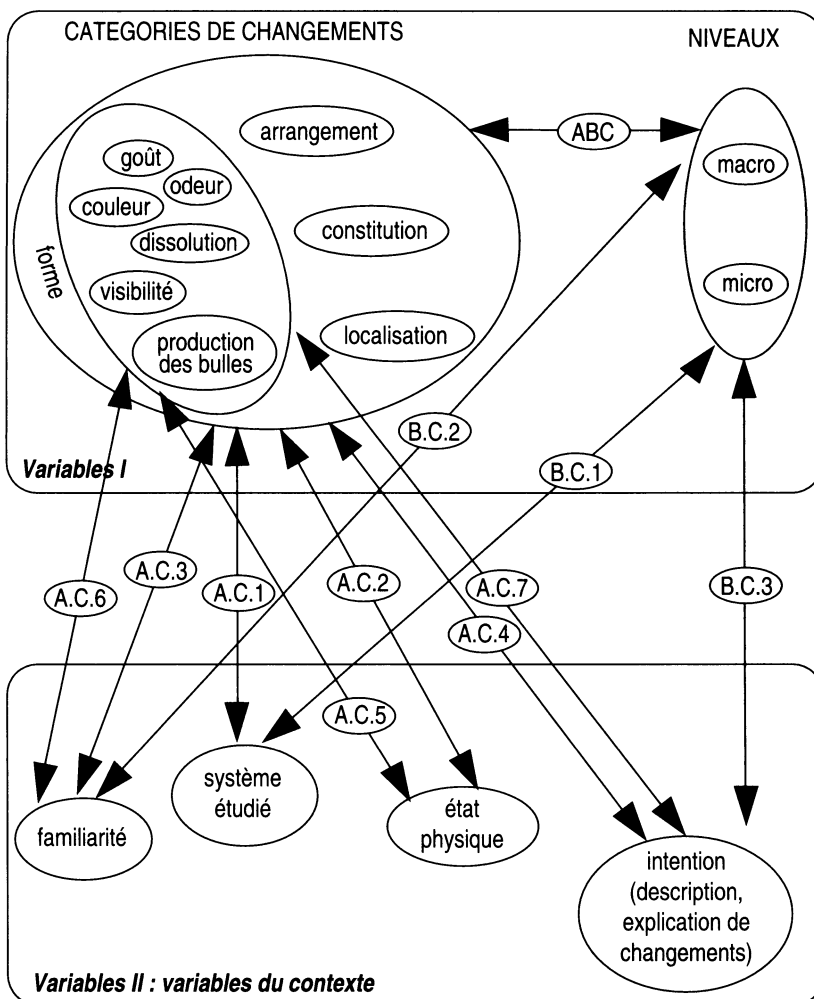 CATEGORIES DE CHANGEMENTS
NIVEAUX
arrangement
ABC
goût
macro
odeur
couleur
dissolution
constitution
forme
visibilité
micro
production
des bulles
localisation
B.C.2
Variables I
B.C.1
A.C.6
A.C.3
A.C.1
A.C.2
A.C.7
B.C.3
A.C.4
A.C.5
système
étudié
familiarité
état
physique
intention
(description,
explication de
changements)
Variables II : variables du contexte